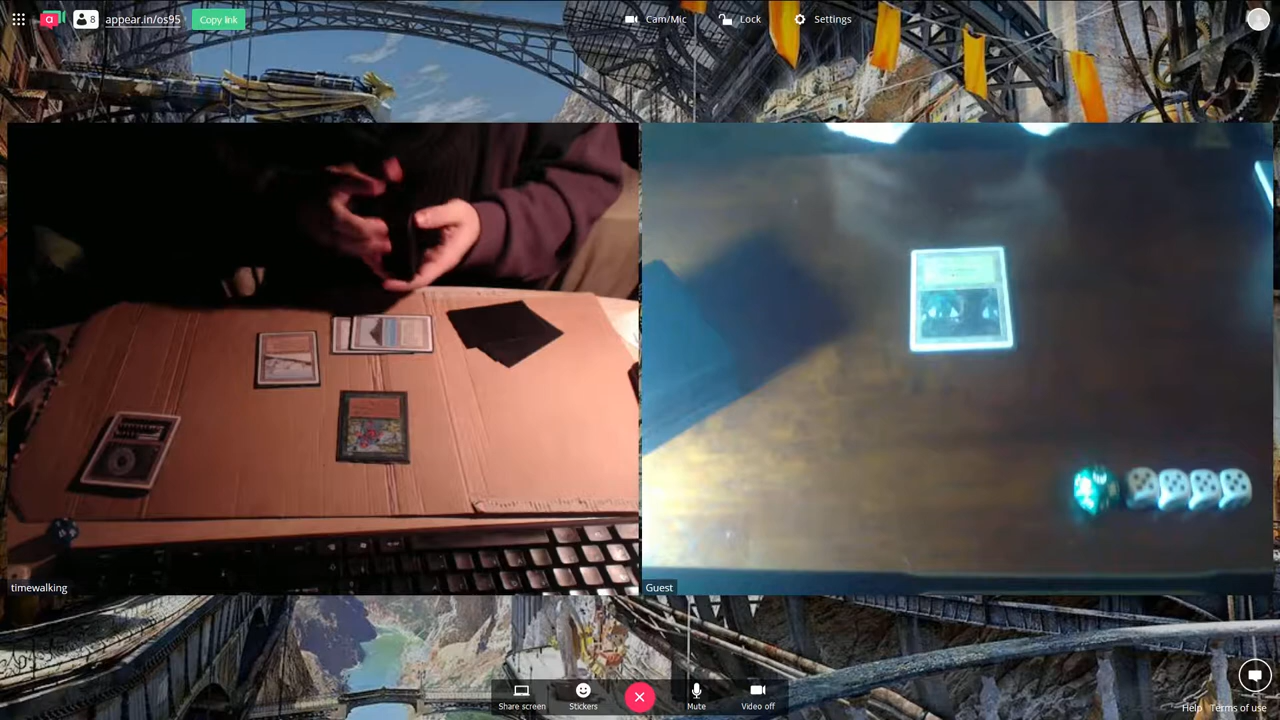 8 appear.in/os95 Copy link Cam/Mic Lock Settings
timewalking
Guest
Share screen Stickers Mute Video off
Help Terms of use